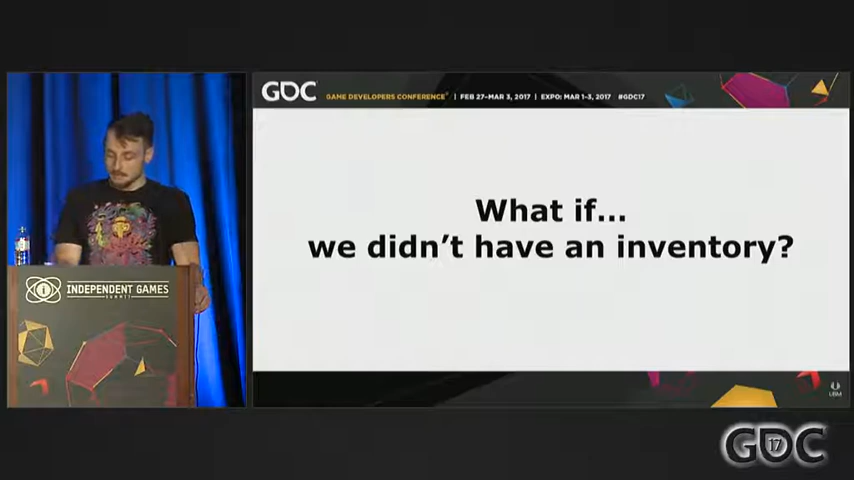 GDC
GAME DEVELOPERS CONFERENCE® | FEB 27–MAR 3, 2017 | EXPO: MAR 1–3, 2017 #GDC17
What if...
we didn't have an inventory?
i
INDEPENDENT GAMES
SUMMIT
UBM
GDC
17